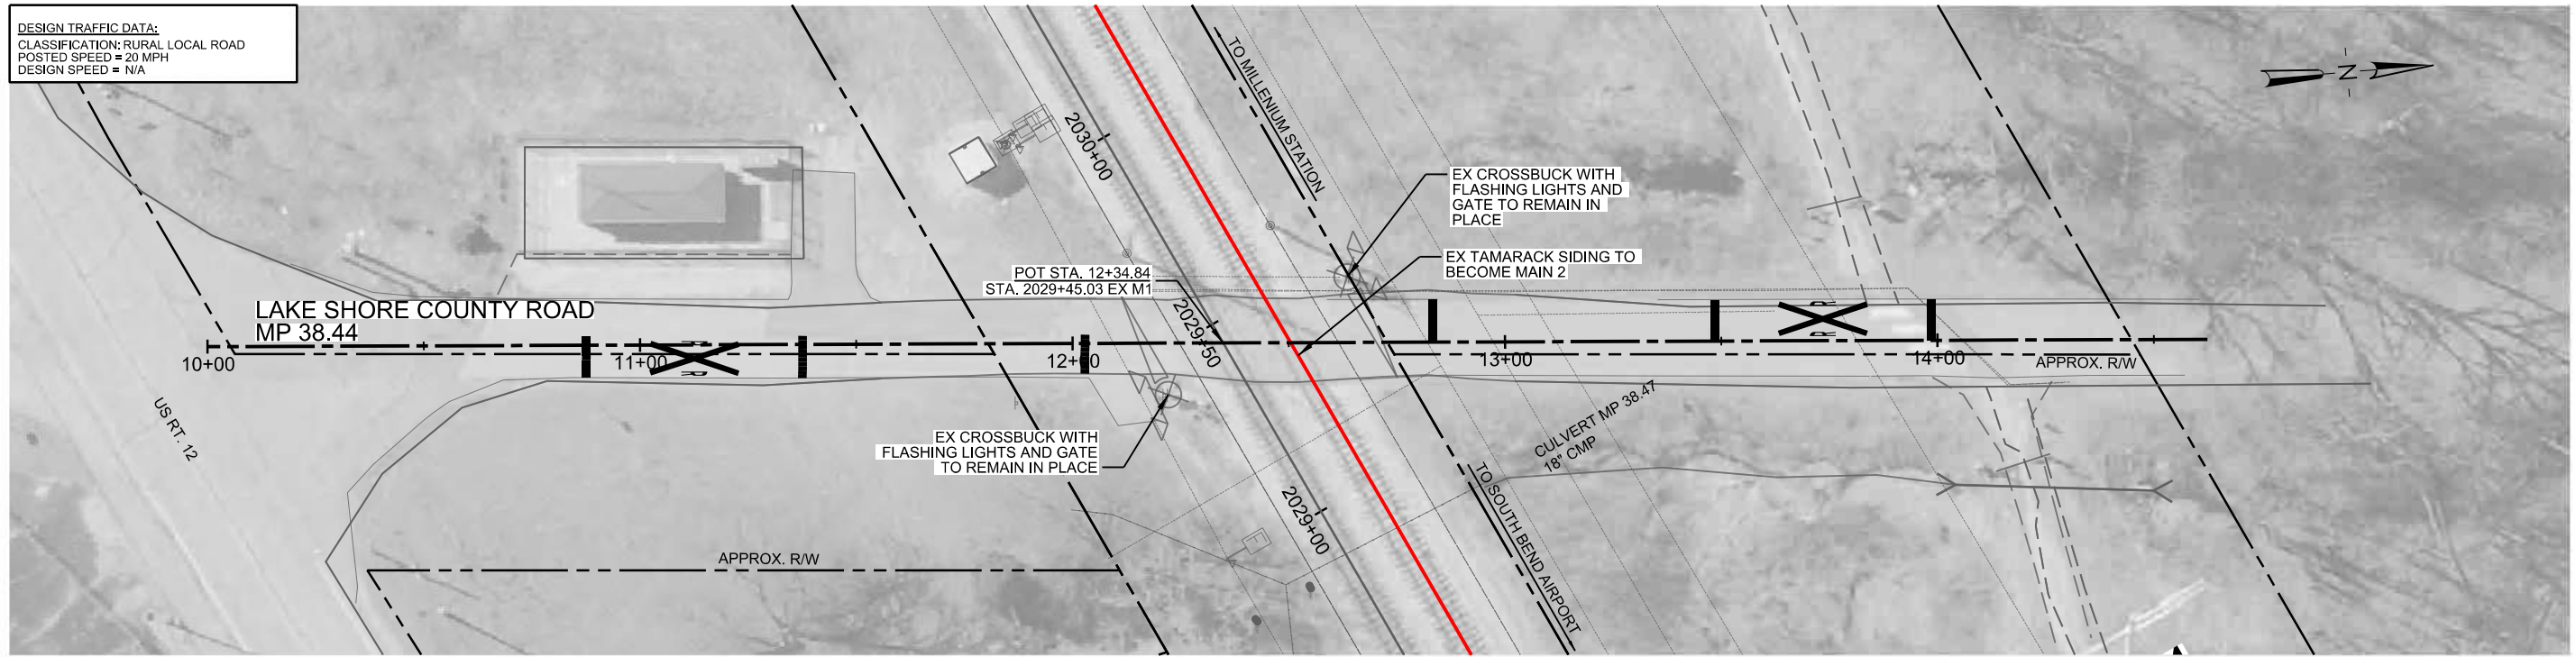 DESIGN TRAFFIC DATA:
CLASSIFICATION: RURAL LOCAL ROAD
POSTED SPEED = 20 MPH
DESIGN SPEED = N/A
N
2030+00
TO MILLENIUM STATION
EX CROSSBUCK WITH
FLASHING LIGHTS AND
GATE TO REMAIN IN
PLACE
EX TAMARACK SIDING TO
BECOME MAIN 2
POT STA. 12+34.84
STA. 2029+45.03 EX M1
2029+50
LAKE SHORE COUNTY ROAD
MP 38.44
10+00
11+00
12+00
13+00
14+00
R
R
R
R
APPROX. R/W
US RT. 12
EX CROSSBUCK WITH
FLASHING LIGHTS AND GATE
TO REMAIN IN PLACE
CULVERT MP 38.47
18" CMP
2029+00
TO SOUTH BEND AIRPORT
APPROX. R/W